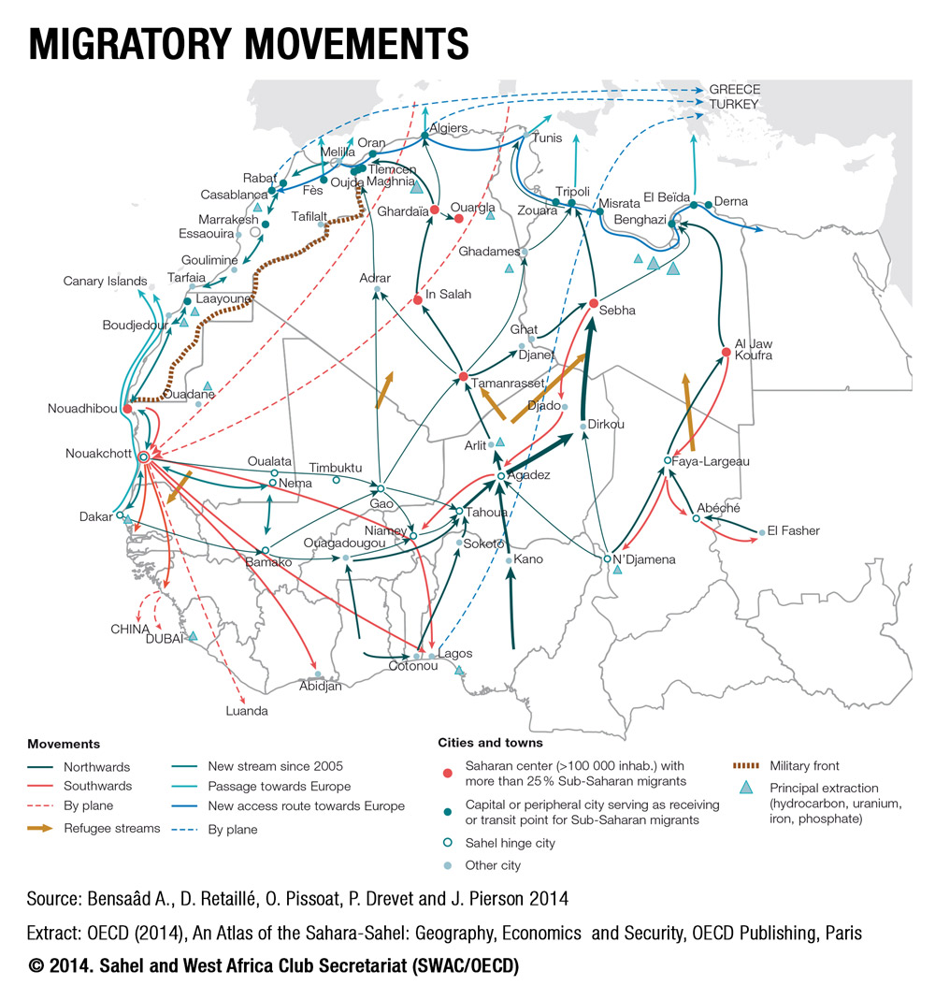 MIGRATORY MOVEMENTS
GREECE
TURKEY
Algiers
Tunis
Oran
Melilla
Tlemcen
Rabat
Oujda
Maghnia
Fès
Casablanca
Tripoli
El Beïda
Derna
Misrata
Zouara
Benghazi
Ghardaïa
Ouargla
Marrakesh
Tafilalt
Essaouira
Ghadames
Goulimine
Canary Islands
Tarfaia
Adrar
In Salah
Laayoune
Sebha
Boudjedour
Ghat
Djanet
Al Jaw
Koufra
Tamanrasset
Ouadane
Nouadhibou
Djado
Dirkou
Nouakchott
Arlit
Oualata
Timbuktu
Faya-Largeau
Nema
Agadez
Gao
Dakar
Tahoua
Abéché
Niamey
El Fasher
Ouagadougou
Sokoto
Bamako
Kano
N'Djamena
CHINA
DUBAÏ
Lagos
Cotonou
Abidjan
Luanda
Movements
Northwards
Southwards
By plane
Refugee streams
New stream since 2005
Passage towards Europe
New access route towards Europe
By plane
Cities and towns
Saharan center (>100 000 inhab.) with
more than 25% Sub-Saharan migrants
Capital or peripheral city serving as receiving
or transit point for Sub-Saharan migrants
Sahel hinge city
Other city
Military front
Principal extraction
(hydrocarbon, uranium,
iron, phosphate)
Source: Bensaâd A., D. Retaillé, O. Pissoat, P. Drevet and J. Pierson 2014
Extract: OECD (2014), An Atlas of the Sahara-Sahel: Geography, Economics and Security, OECD Publishing, Paris
© 2014. Sahel and West Africa Club Secretariat (SWAC/OECD)